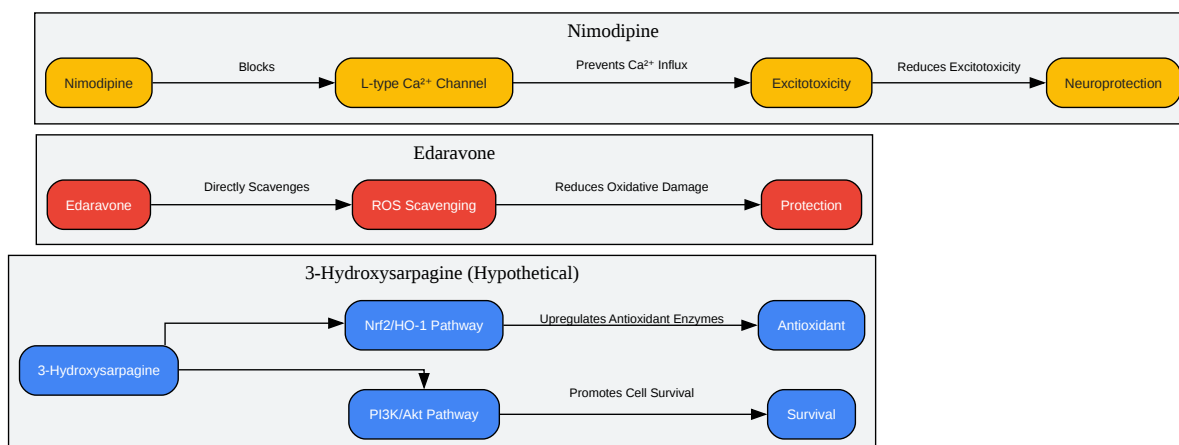 Nimodipine
Nimodipine
Blocks
L-type Ca²⁺ Channel
Prevents Ca²⁺ Influx
Excitotoxicity
Reduces Excitotoxicity
Neuroprotection
Edaravone
Edaravone
Directly Scavenges
ROS Scavenging
Reduces Oxidative Damage
Protection
3-Hydroxysarpagine (Hypothetical)
3-Hydroxysarpagine
Nrf2/HO-1 Pathway
Upregulates Antioxidant Enzymes
Antioxidant
PI3K/Akt Pathway
Promotes Cell Survival
Survival